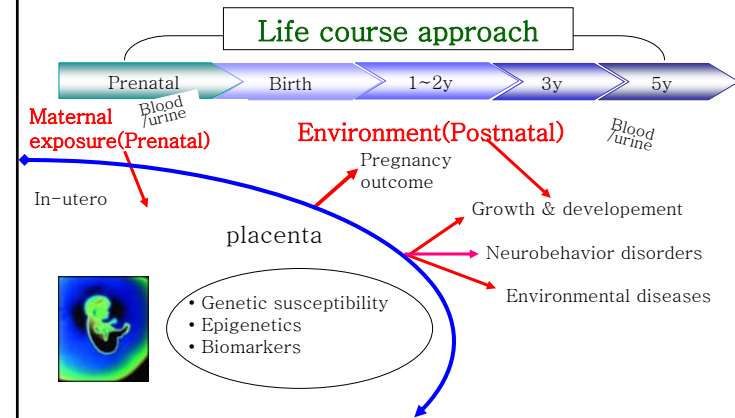 Life course approach
Prenatal
Birth
1~2y
3y
5y
Blood
/urine
Blood
/urine
Maternal
exposure(Prenatal)
Environment(Postnatal)
Pregnancy
outcome
In-utero
Growth & developement
placenta
Neurobehavior disorders
Environmental diseases
• Genetic susceptibility
• Epigenetics
• Biomarkers